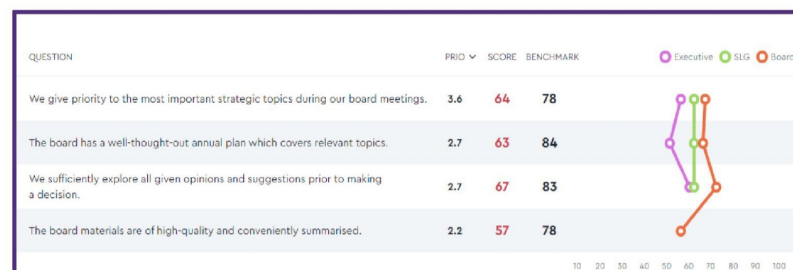 QUESTION PRIO SCORE BENCHMARK Executive SLG Board
We give priority to the most important strategic topics during our board meetings. 3.6 64 78
The board has a well-thought-out annual plan which covers relevant topics. 2.7 63 84
We sufficiently explore all given opinions and suggestions prior to making
a decision. 2.7 67 83
The board materials are of high-quality and conveniently summarised. 2.2 57 78
10 20 30 40 50 60 70 80 90 100